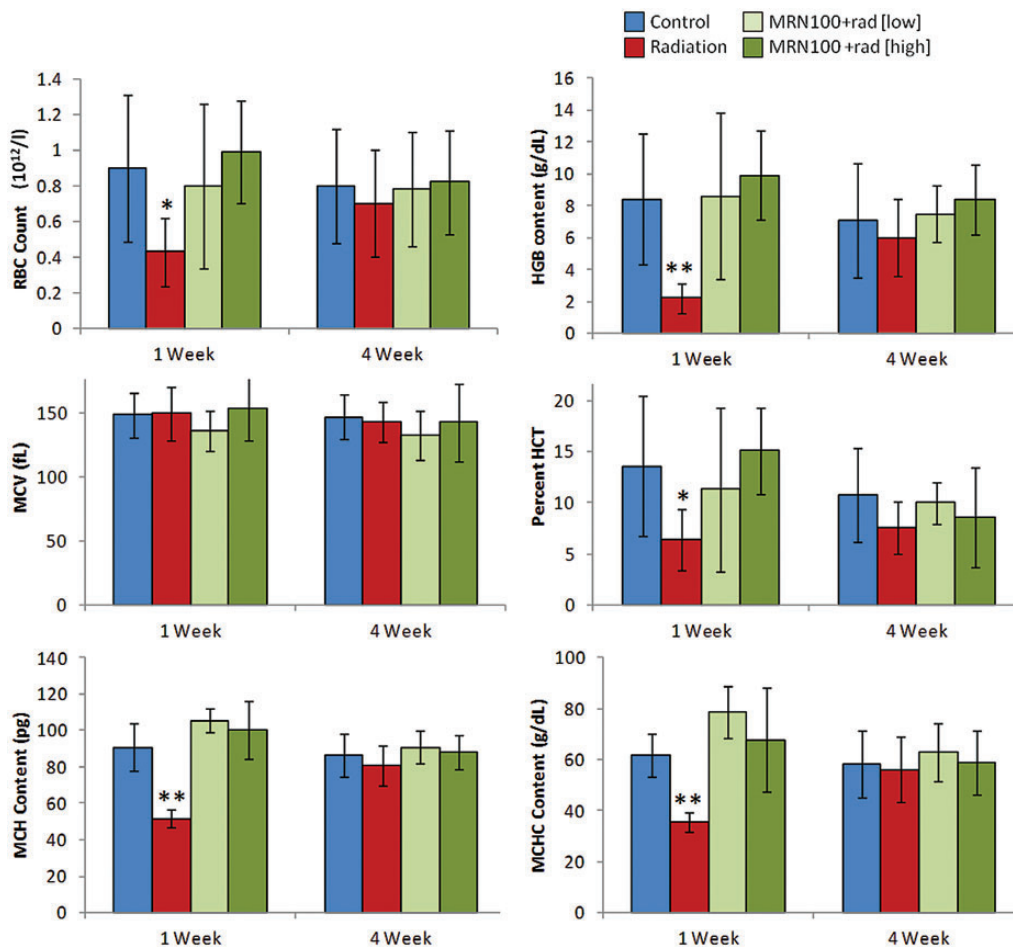 Control
MRN100+rad [low]
Radiation
MRN100 +rad [high]
RBC Count (10¹²/l)
1.4
1.2
1
0.8
0.6
0.4
0.2
0
*
1 Week
4 Week
HGB content (g/dL)
16
14
12
10
8
6
4
2
0
**
1 Week
4 Week
MCV (fL)
150
100
50
0
1 Week
4 Week
Percent HCT
20
15
10
5
0
*
1 Week
4 Week
MCH Content (pg)
140
120
100
80
60
40
20
0
**
1 Week
4 Week
MCHC Content (g/dL)
100
80
60
40
20
0
**
1 Week
4 Week